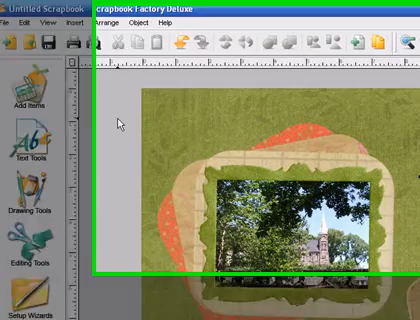 Untitled Scrapbook
Scrapbook Factory Deluxe
File Edit View Insert Arrange Object Help
Add Items
Text Tools
Drawing Tools
Editing Tools
Setup Wizards